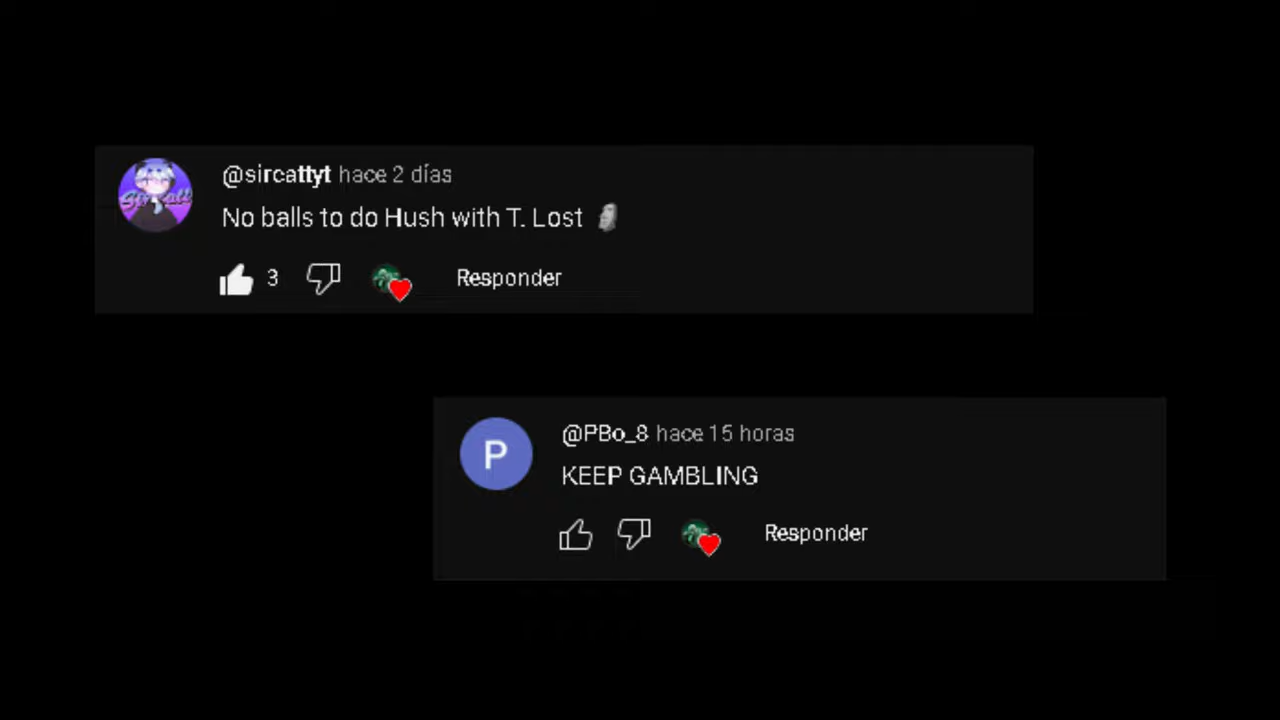 @sircattyt hace 2 días
No balls to do Hush with T. Lost 🗿
3 Responder
@PBo_8 hace 15 horas
KEEP GAMBLING
Responder